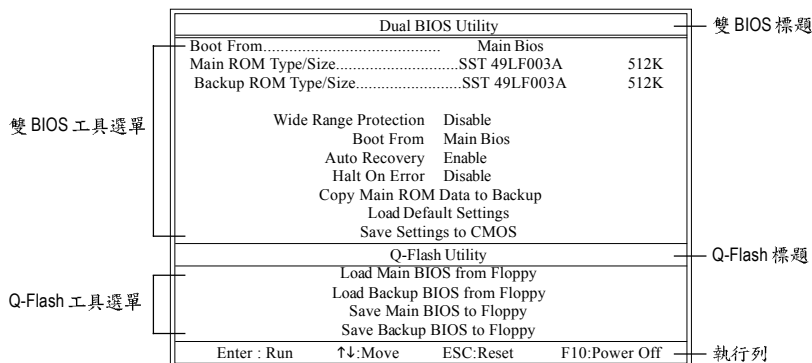 Dual BIOS Utility
雙 BIOS 標題
Boot From.......................................... Main Bios
Main ROM Type/Size.............................SST 49LF003A 512K
Backup ROM Type/Size.........................SST 49LF003A 512K
雙 BIOS 工具選單
Wide Range Protection Disable
Boot From Main Bios
Auto Recovery Enable
Halt On Error Disable
Copy Main ROM Data to Backup
Load Default Settings
Save Settings to CMOS
Q-Flash Utility
Q-Flash 標題
Load Main BIOS from Floppy
Load Backup BIOS from Floppy
Q-Flash 工具選單
Save Main BIOS to Floppy
Save Backup BIOS to Floppy
Enter : Run ↑↓:Move ESC:Reset F10:Power Off
執行列